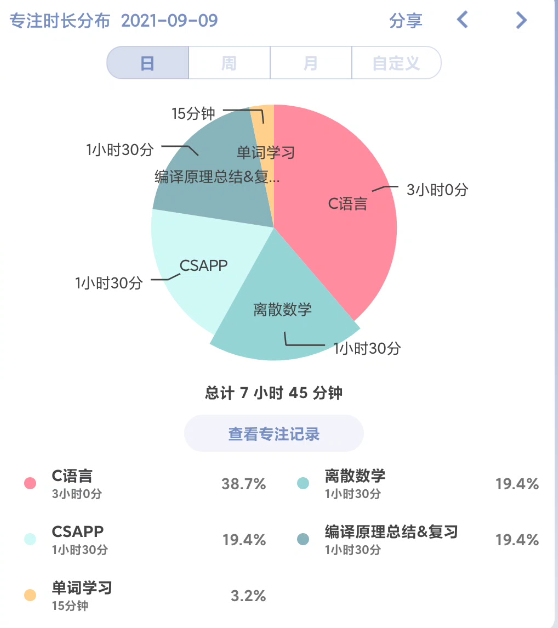 专注时长分布 2021-09-09 分享
日 周 月 自定义
15分钟
1小时30分
单词学习
编译原理总结&复...
3小时0分
C语言
CSAPP
1小时30分
离散数学
1小时30分
总计 7 小时 45 分钟
查看专注记录
C语言 38.7%
3小时0分
离散数学 19.4%
1小时30分
CSAPP 19.4%
1小时30分
编译原理总结&复习 19.4%
1小时30分
单词学习 3.2%
15分钟